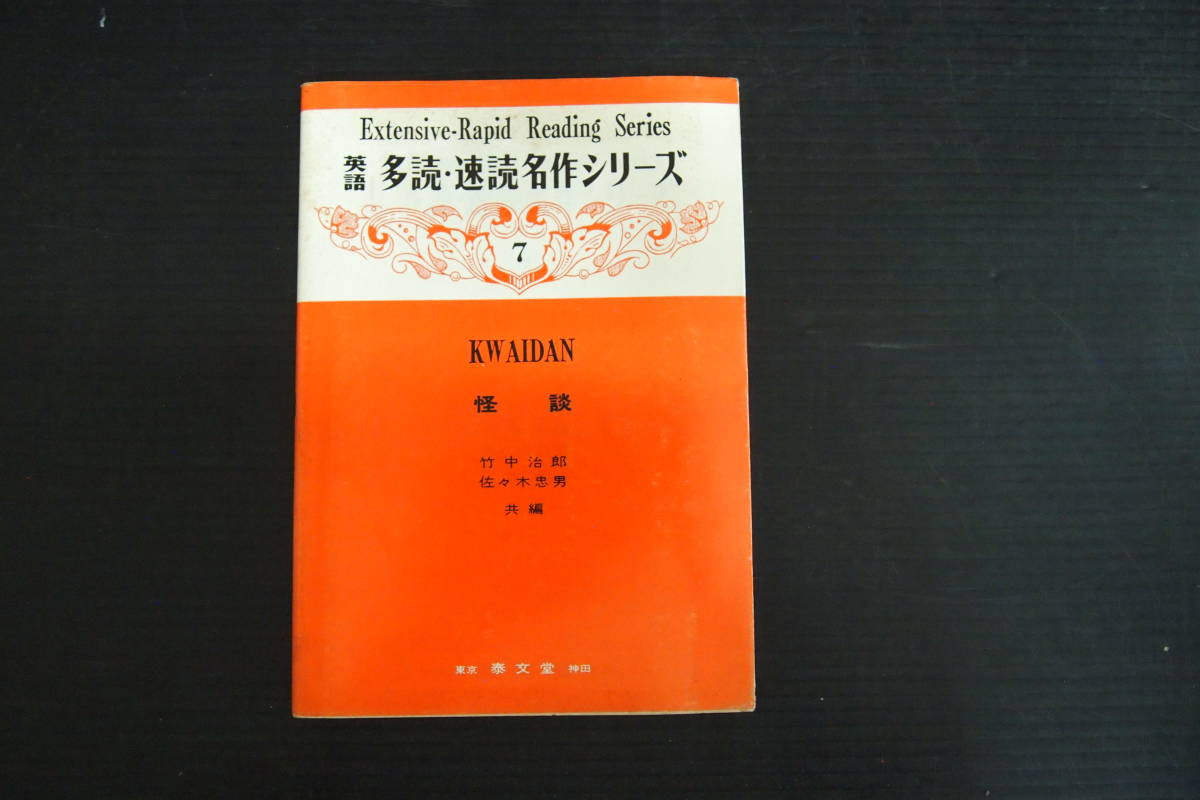 Extensive-Rapid Reading Series
英語 多読・速読名作シリーズ
7
KWAIDAN
怪談
竹中治郎
佐々木忠男
共編
東京 泰文堂 神田